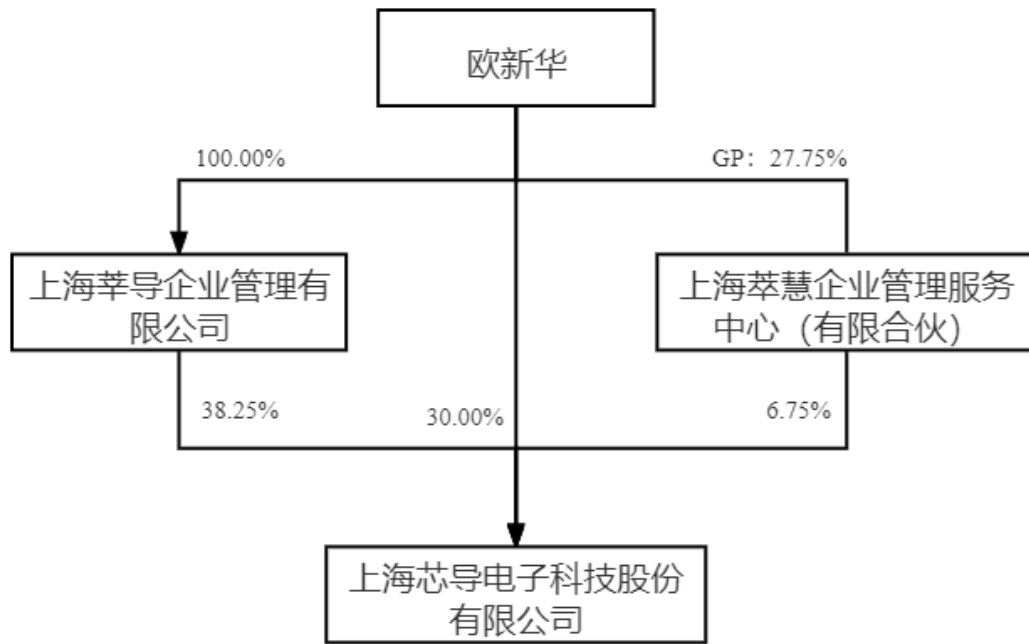 欧新华
100.00%
GP：27.75%
上海莘导企业管理有
限公司
上海萃慧企业管理服务
中心（有限合伙）
38.25%
30.00%
6.75%
上海芯导电子科技股份
有限公司